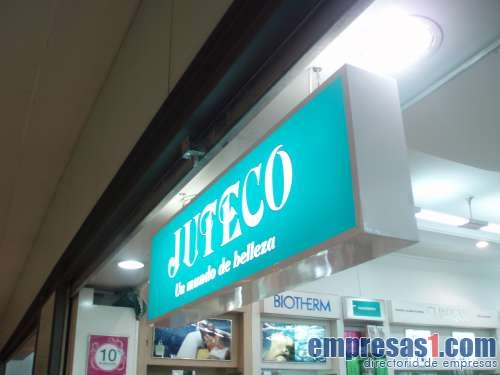 JUTECO
Un mundo de belleza
BIOTHERM
10
empresas1.com
directorio de empresas